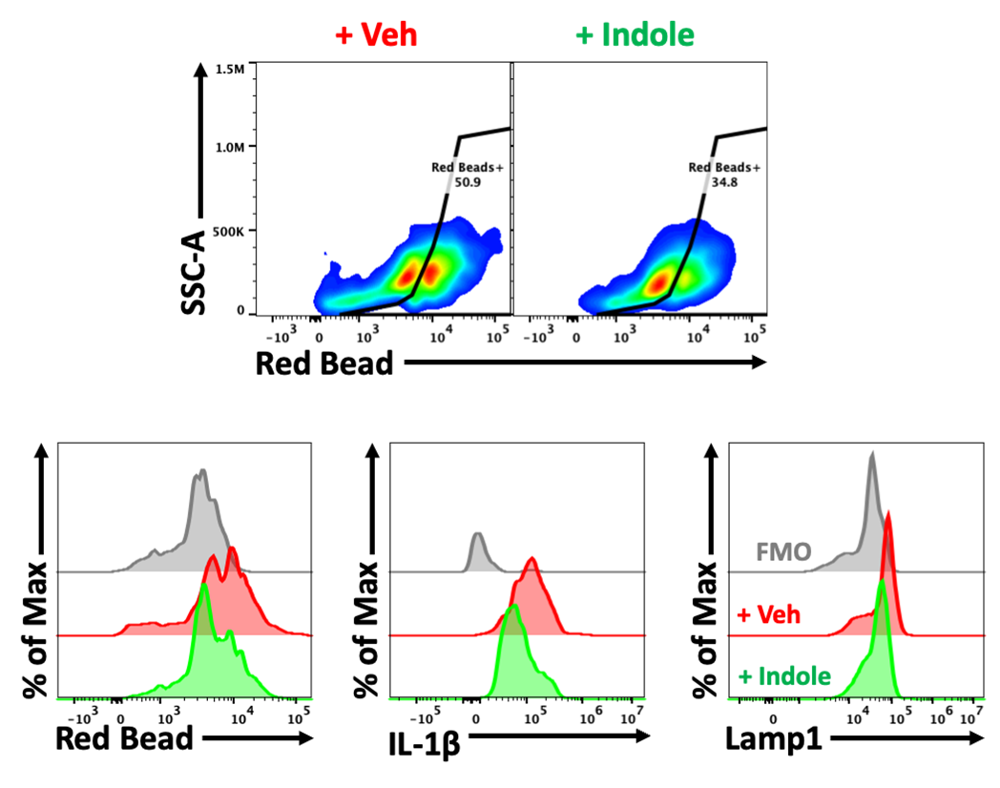 + Veh
+ Indole
SSC-A
1.5M
1.0M
500K
0
Red Beads+
50.9
Red Beads+
34.8
-10³ 0 10³ 10⁴ 10⁵
-10³ 0 10³ 10⁴ 10⁵
Red Bead
% of Max
% of Max
% of Max
FMO
+ Veh
+ Indole
-10³ 0 10³ 10⁴ 10⁵
-10⁵ 0 10⁵ 10⁶ 10⁷
0 10⁴ 10⁵ 10⁶ 10⁷
Red Bead
IL-1β
Lamp1